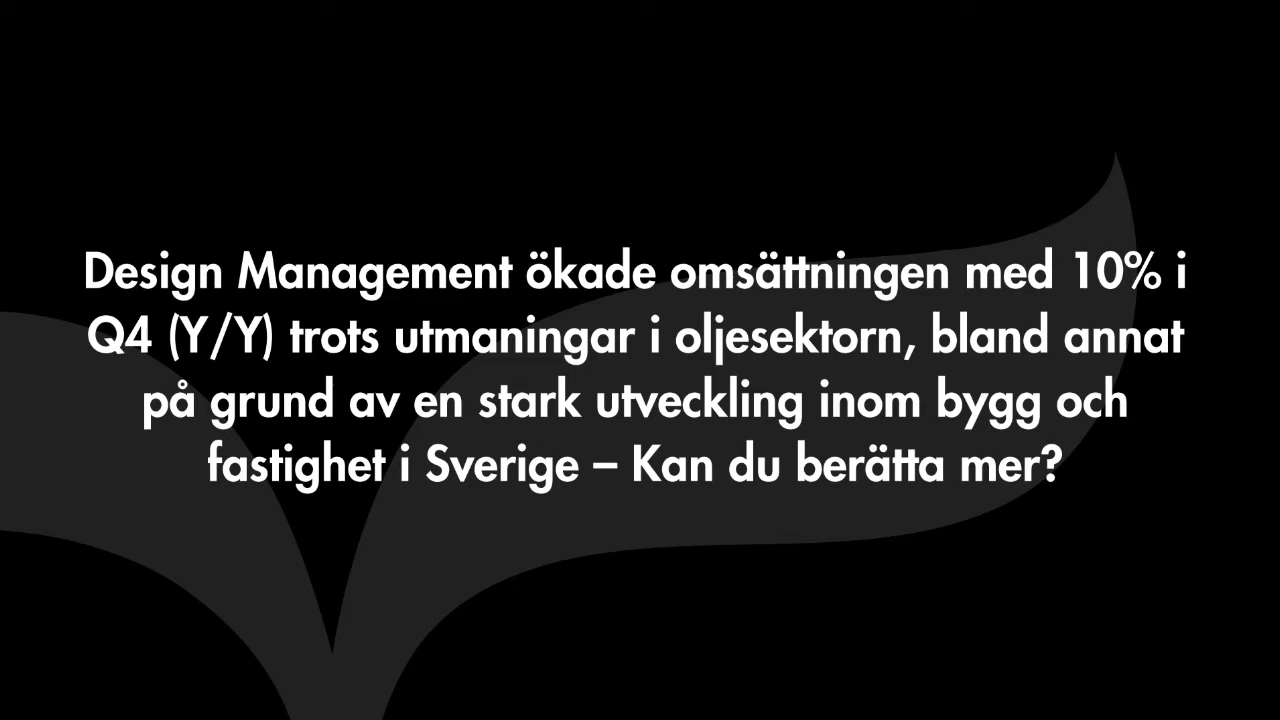 Design Management ökade omsättningen med 10% i
Q4 (Y/Y) trots utmaningar i oljesektorn, bland annat
på grund av en stark utveckling inom bygg och
fastighet i Sverige – Kan du berätta mer?